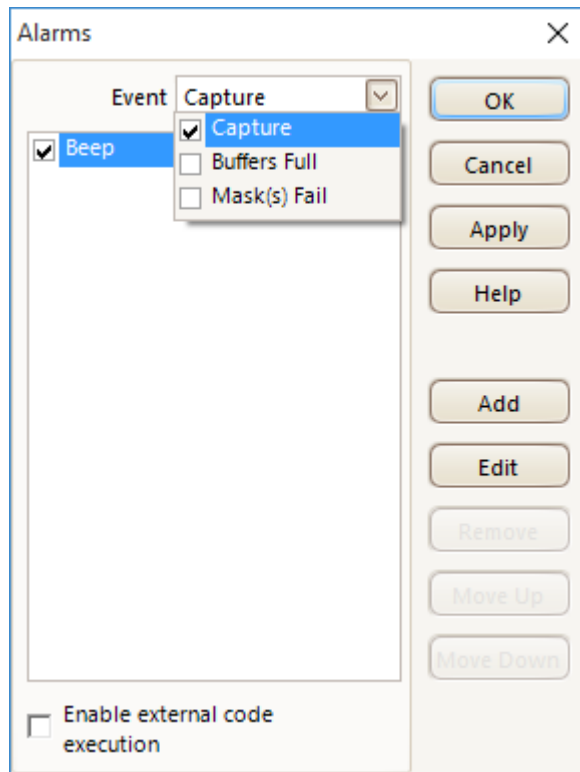 Alarms
Event Capture
Capture
Buffers Full
Mask(s) Fail
Beep
OK
Cancel
Apply
Help
Add
Edit
Remove
Move Up
Move Down
Enable external code
execution